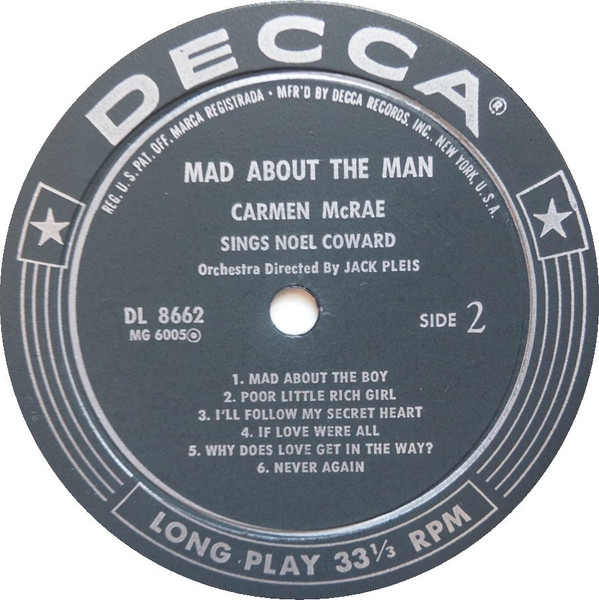 DECCA®
REG. U.S. PAT. OFF. MARCA REGISTRADA • MFR'D BY DECCA RECORDS, INC., NEW YORK, U.S.A.
MAD ABOUT THE MAN
CARMEN McRAE
SINGS NOEL COWARD
Orchestra Directed By JACK PLEIS
DL 8662
MG 6005
SIDE 2
1. MAD ABOUT THE BOY
2. POOR LITTLE RICH GIRL
3. I'LL FOLLOW MY SECRET HEART
4. IF LOVE WERE ALL
5. WHY DOES LOVE GET IN THE WAY?
6. NEVER AGAIN
LONG PLAY 33⅓ RPM